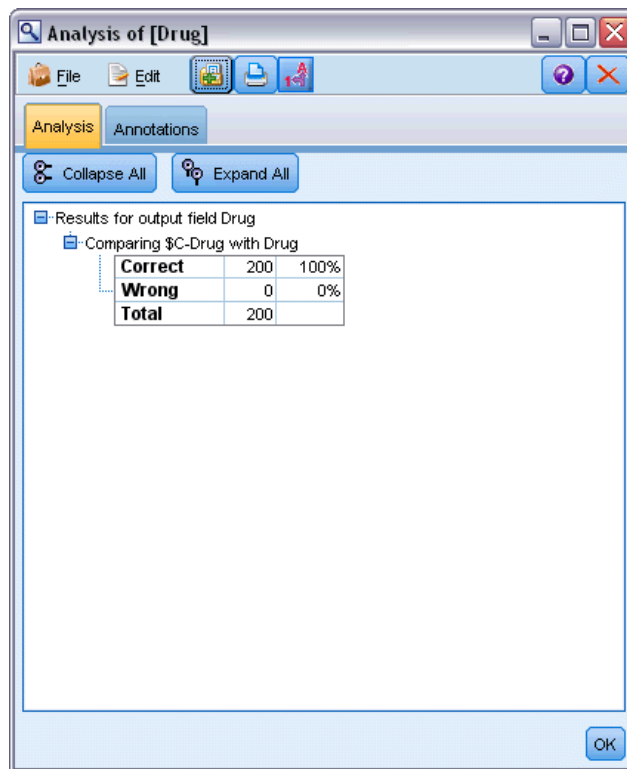 Analysis of [Drug]
File Edit
Analysis Annotations
Collapse All Expand All
Results for output field Drug
Comparing $C-Drug with Drug
Correct 200 100%
Wrong 0 0%
Total 200
OK